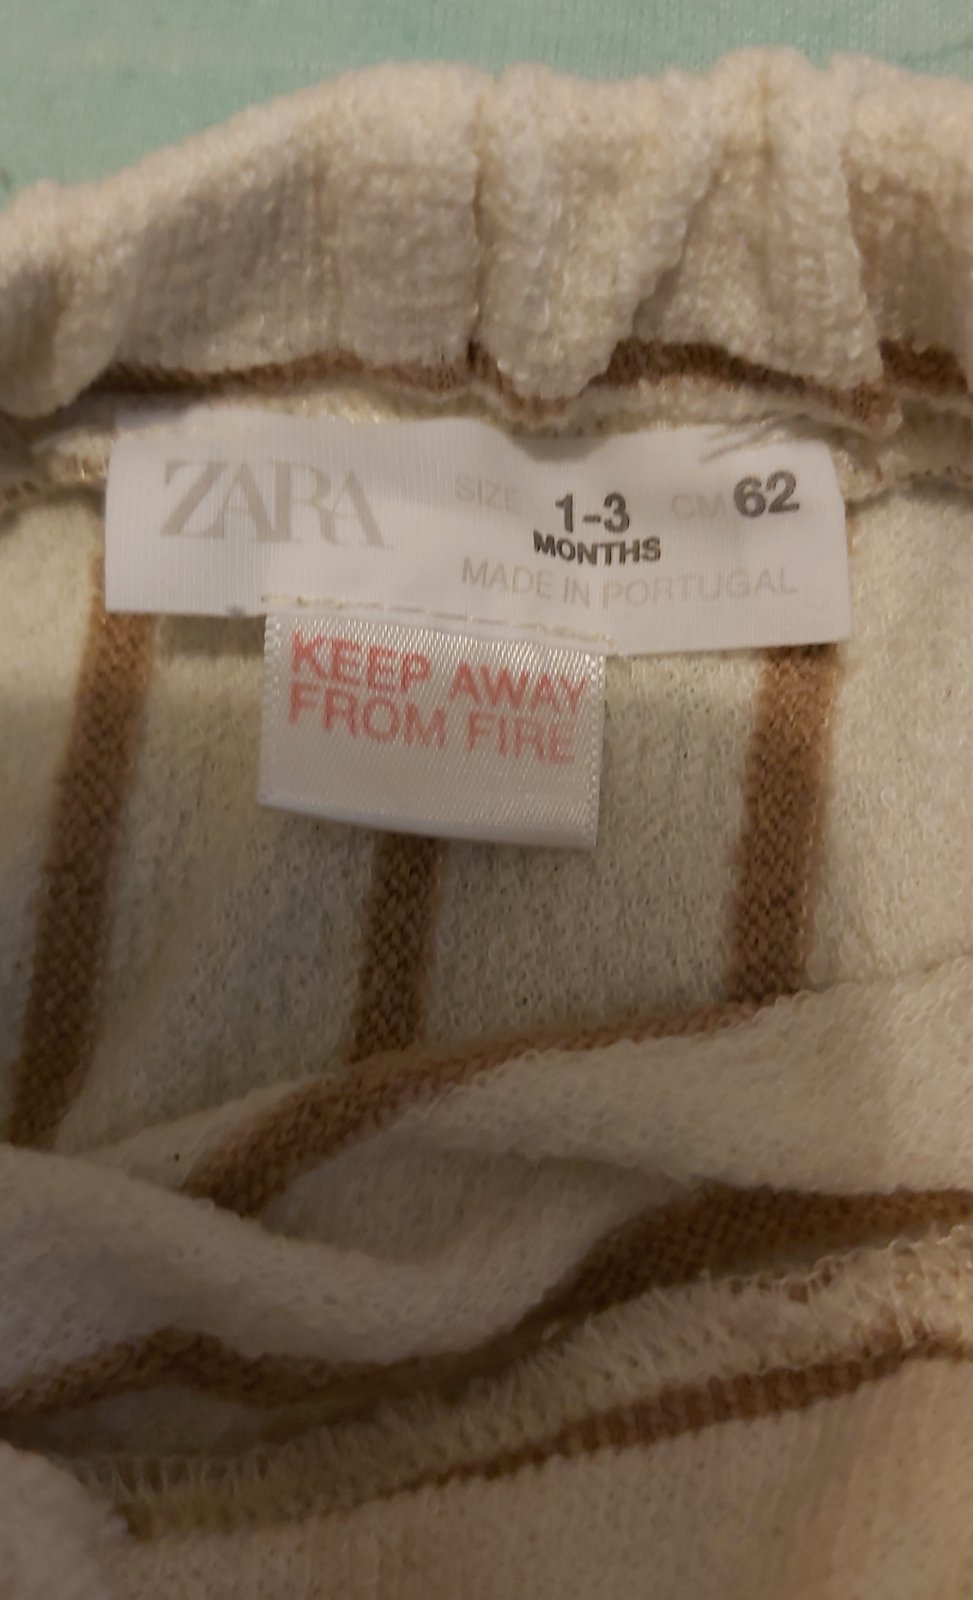 ZARA SIZE 1-3 MONTHS CM 62
MADE IN PORTUGAL
KEEP AWAY
FROM FIRE